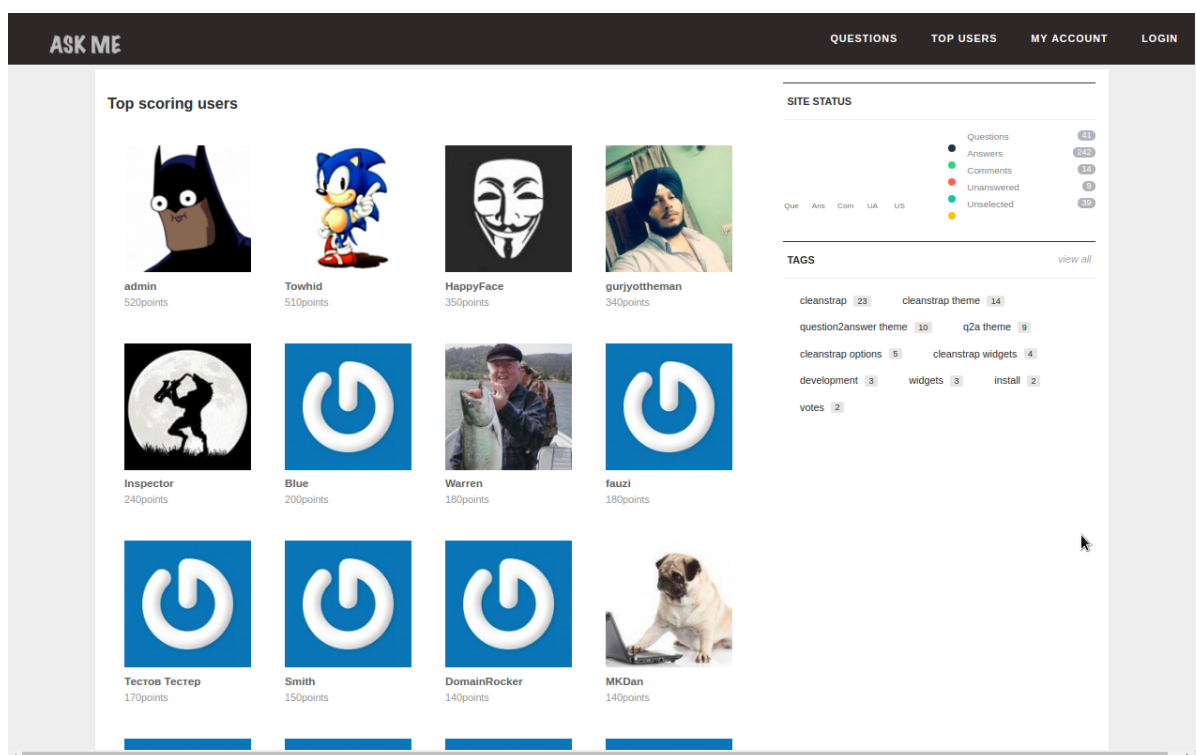 ASK ME
QUESTIONS TOP USERS MY ACCOUNT LOGIN
Top scoring users
admin
520points
Towhid
510points
HappyFace
350points
gurjyottheman
340points
Inspector
240points
Blue
200points
Warren
180points
fauzi
180points
Тестов Тестер
170points
Smith
150points
DomainRocker
140points
MKDan
140points
SITE STATUS
Que Ans Com UA US
Questions 41
Answers 242
Comments 14
Unanswered 9
Unselected 39
TAGS view all
cleanstrap 23 cleanstrap theme 14
question2answer theme 10 q2a theme 9
cleanstrap options 5 cleanstrap widgets 4
development 3 widgets 3 install 2
votes 2